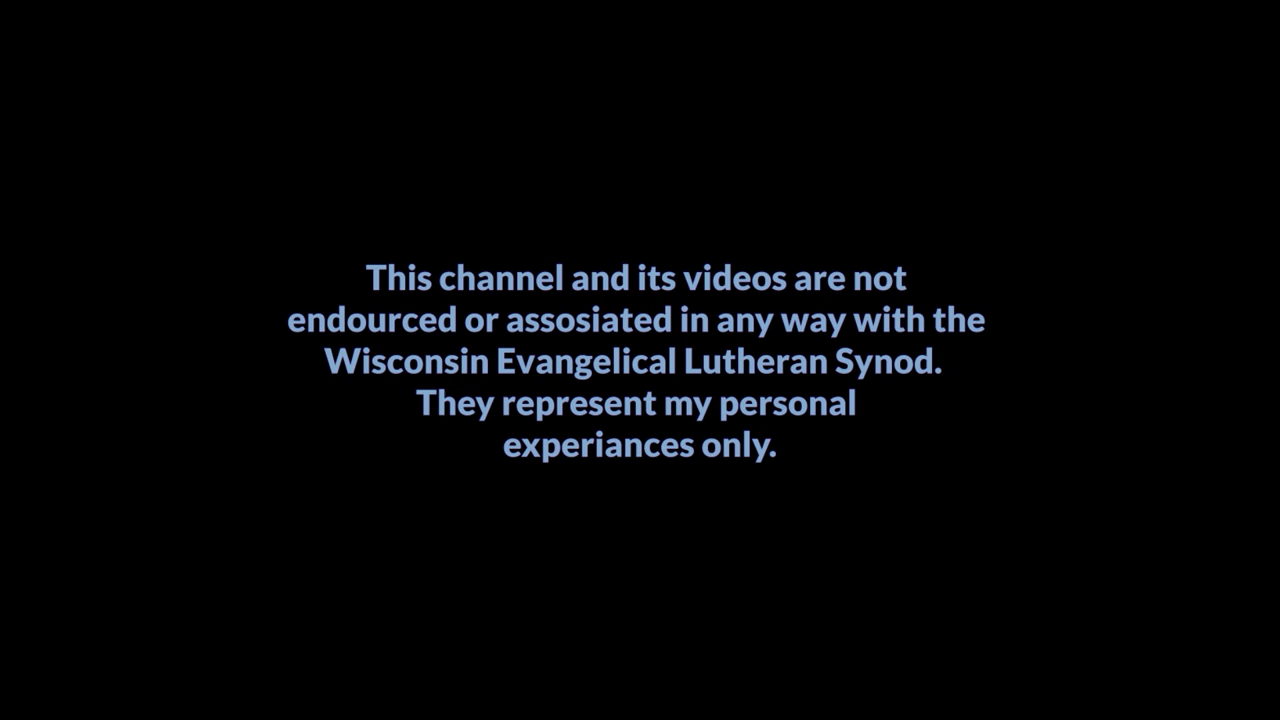 This channel and its videos are not
endourced or assosiated in any way with the
Wisconsin Evangelical Lutheran Synod.
They represent my personal
experiances only.